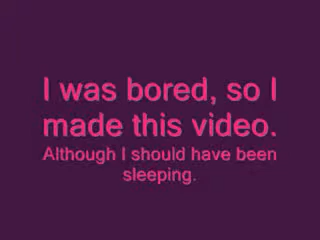 I was bored, so I
made this video.
Although I should have been
sleeping.